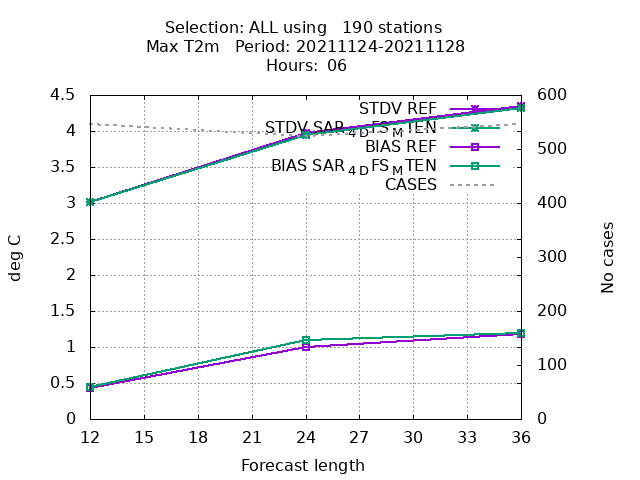 Selection: ALL using   190 stations
Max T2m   Period: 20211124-20211128
Hours: 06
STDV REF
STDV SAR4DFSMTEN
BIAS REF
BIAS SAR4DFSMTEN
CASES
4.5
4
3.5
3
2.5
2
1.5
1
0.5
0
deg C
600
500
400
300
200
100
0
No cases
12 15 18 21 24 27 30 33 36
Forecast length